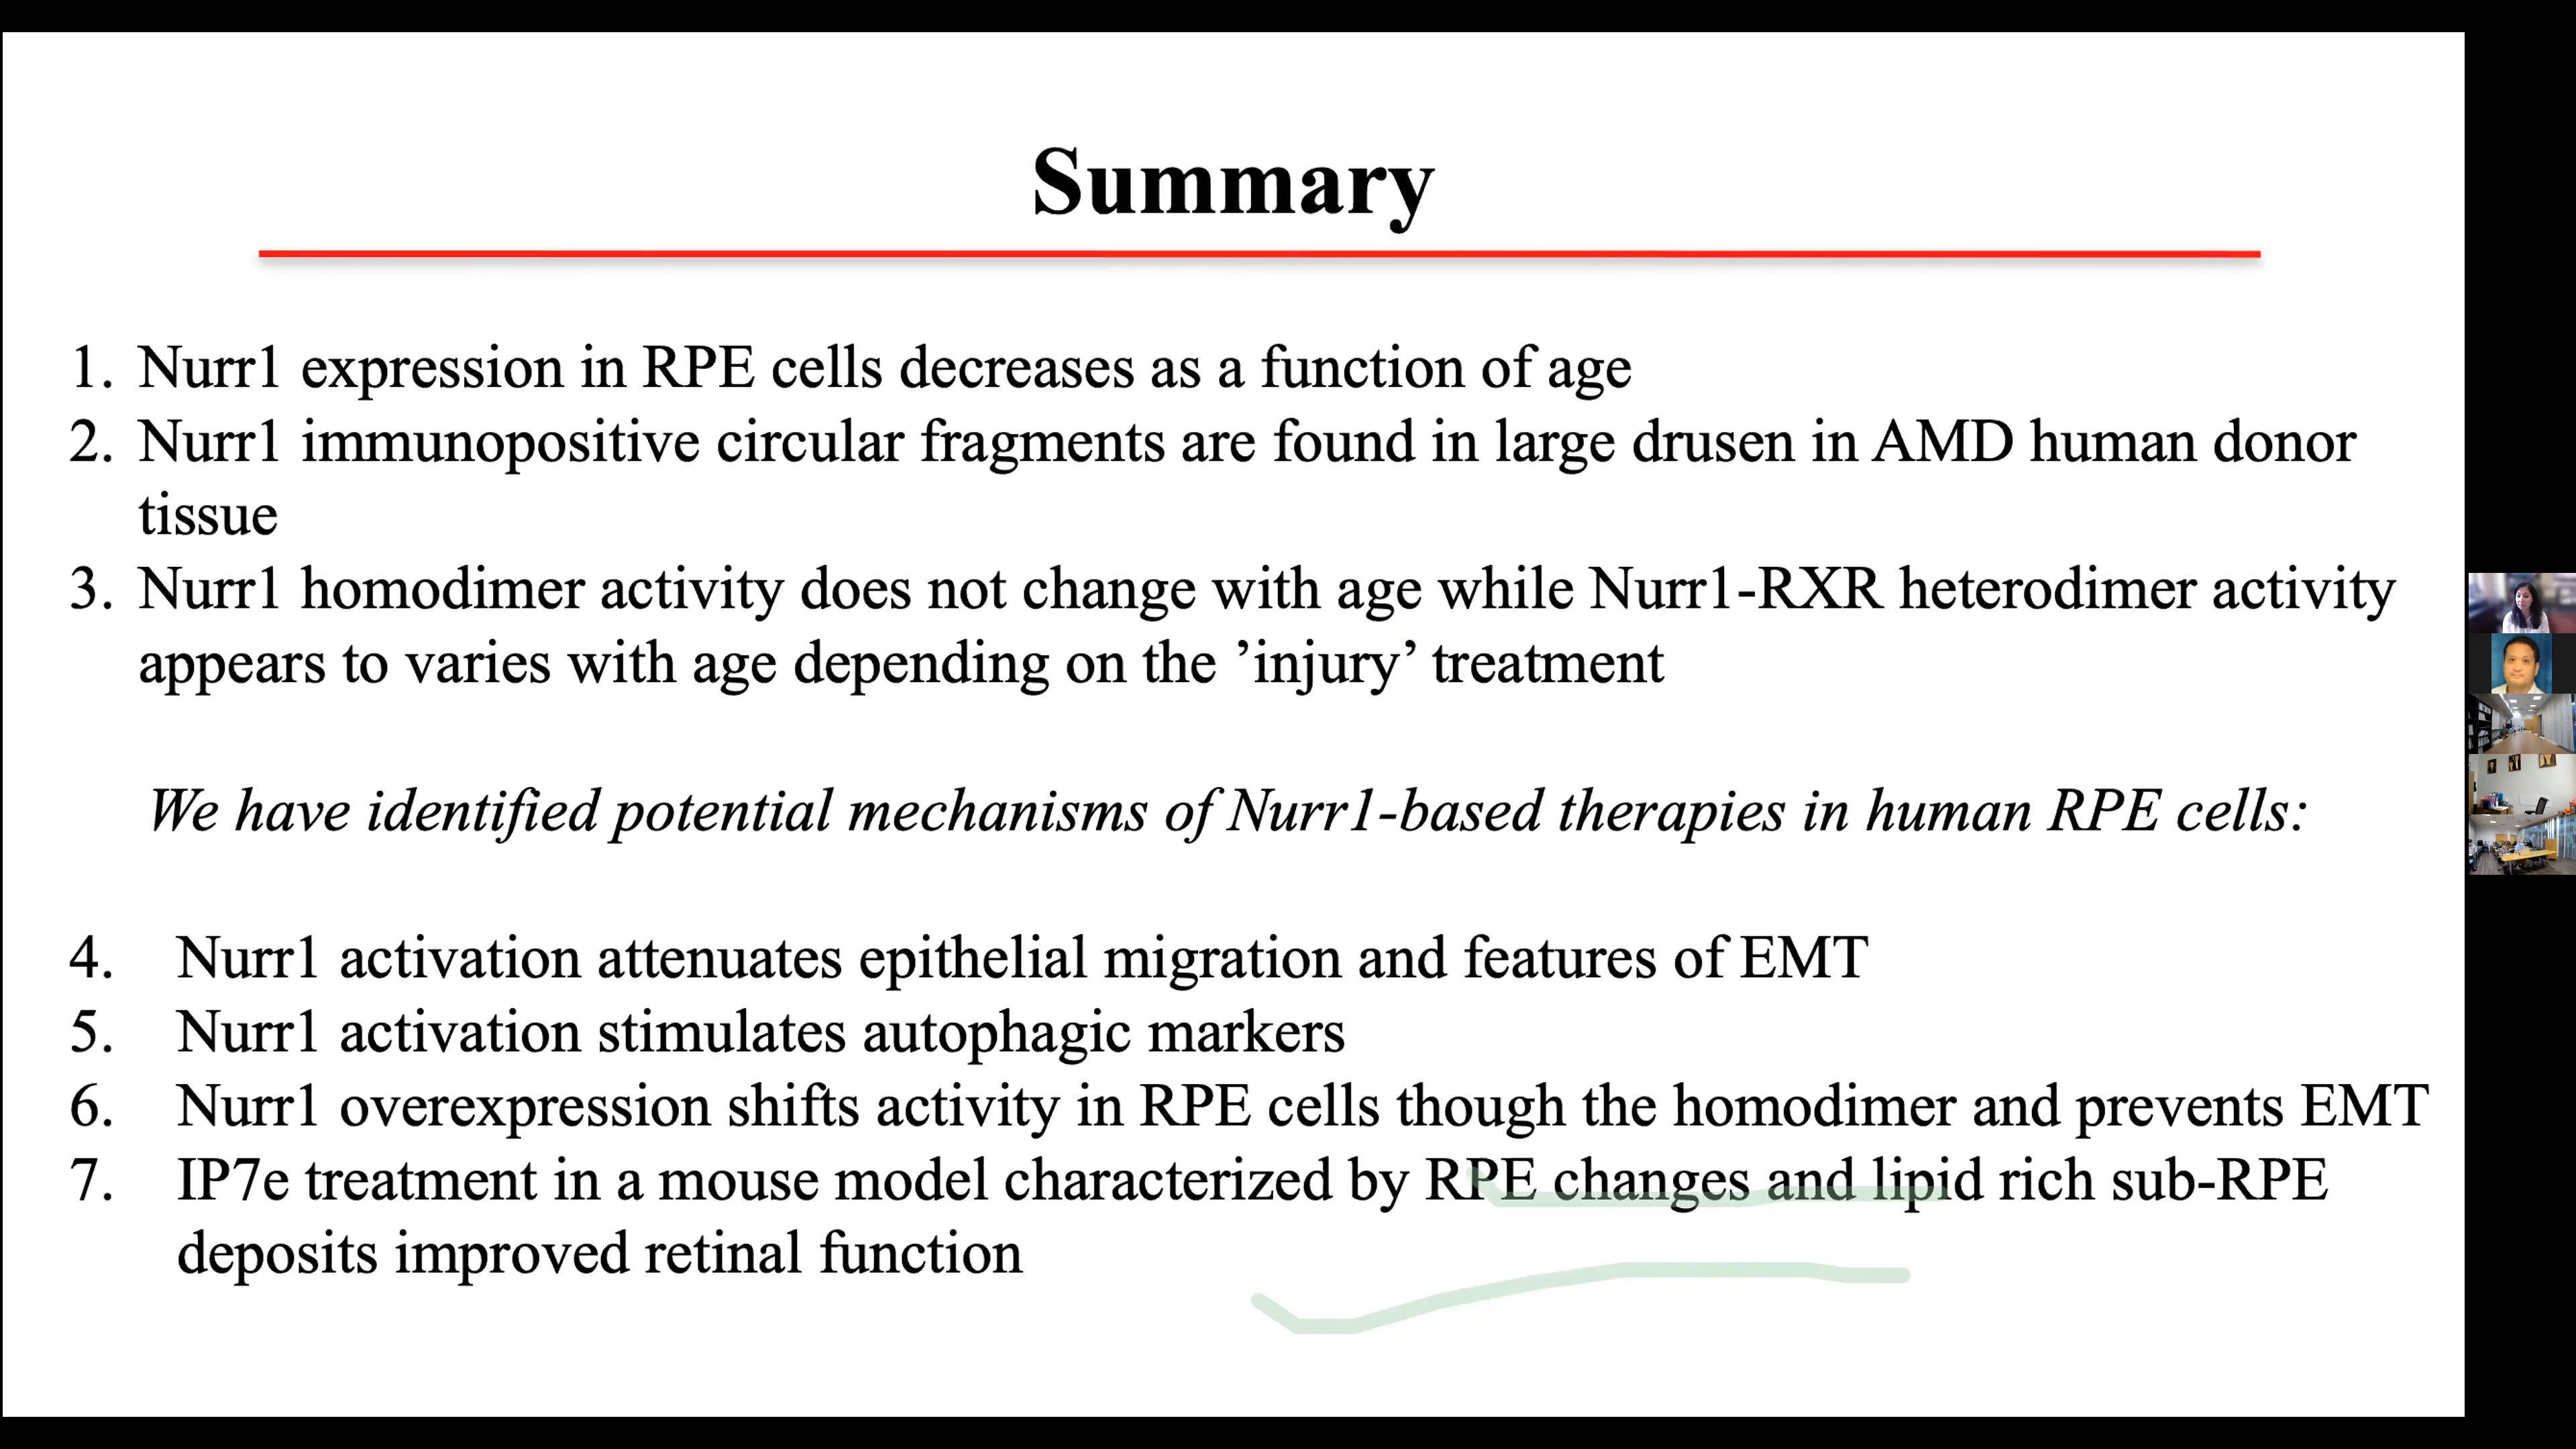 Summary
1. Nurr1 expression in RPE cells decreases as a function of age
2. Nurr1 immunopositive circular fragments are found in large drusen in AMD human donor
tissue
3. Nurr1 homodimer activity does not change with age while Nurr1-RXR heterodimer activity
appears to varies with age depending on the ’injury’ treatment
We have identified potential mechanisms of Nurr1-based therapies in human RPE cells:
4. Nurr1 activation attenuates epithelial migration and features of EMT
5. Nurr1 activation stimulates autophagic markers
6. Nurr1 overexpression shifts activity in RPE cells though the homodimer and prevents EMT
7. IP7e treatment in a mouse model characterized by RPE changes and lipid rich sub-RPE
deposits improved retinal function